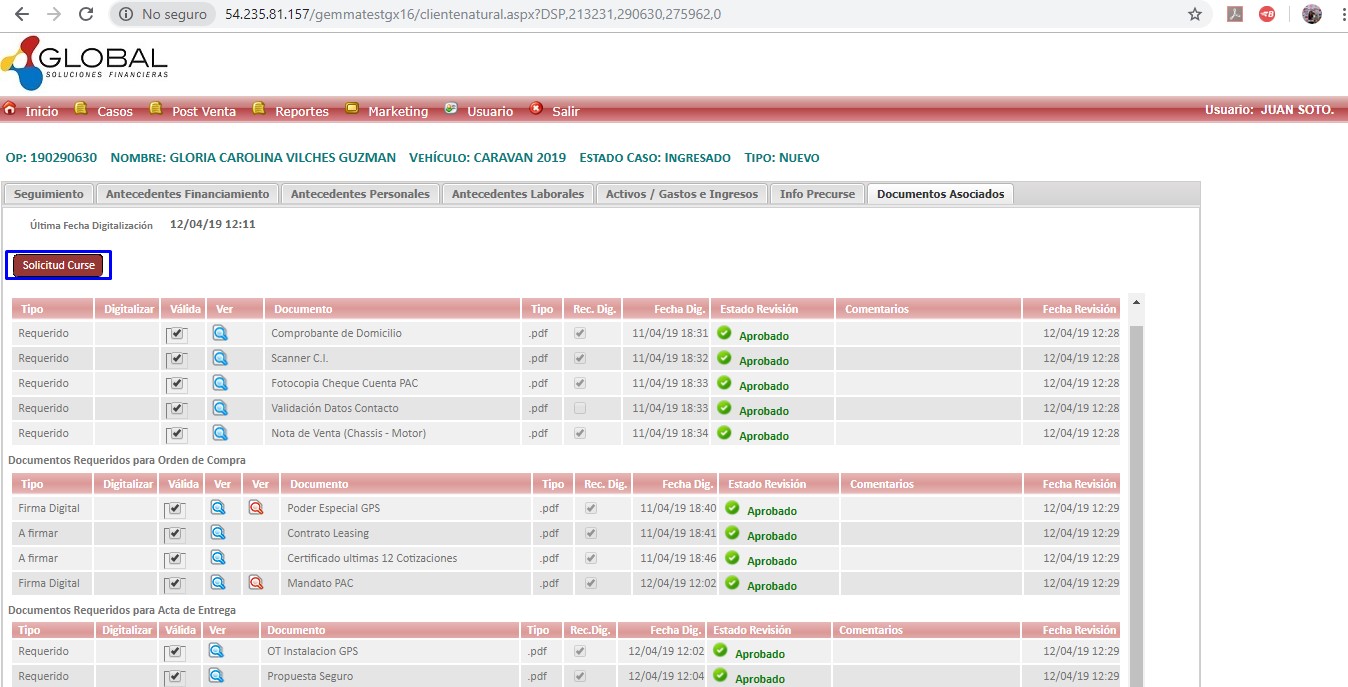 No seguro 54.235.81.157/gemmatestgx16/clientenatural.aspx?DSP,213231,290630,275962,0
GLOBAL
SOLUCIONES FINANCIERAS
Inicio Casos Post Venta Reportes Marketing Usuario Salir Usuario: JUAN SOTO.
OP: 190290630 NOMBRE: GLORIA CAROLINA VILCHES GUZMAN VEHÍCULO: CARAVAN 2019 ESTADO CASO: INGRESADO TIPO: NUEVO
Seguimiento Antecedentes Financiamiento Antecedentes Personales Antecedentes Laborales Activos / Gastos e Ingresos Info Precurse Documentos Asociados
Última Fecha Digitalización 12/04/19 12:11
Solicitud Curse
Tipo Digitalizar Válida Ver Documento Tipo Rec. Dig. Fecha Dig. Estado Revisión Comentarios Fecha Revisión
Requerido Comprobante de Domicilio .pdf 11/04/19 18:31 Aprobado 12/04/19 12:28
Requerido Scanner C.I. .pdf 11/04/19 18:32 Aprobado 12/04/19 12:28
Requerido Fotocopia Cheque Cuenta PAC .pdf 11/04/19 18:33 Aprobado 12/04/19 12:28
Requerido Validación Datos Contacto .pdf 11/04/19 18:33 Aprobado 12/04/19 12:28
Requerido Nota de Venta (Chassis - Motor) .pdf 11/04/19 18:34 Aprobado 12/04/19 12:28
Documentos Requeridos para Orden de Compra
Tipo Digitalizar Válida Ver Ver Documento Tipo Rec. Dig. Fecha Dig. Estado Revisión Comentarios Fecha Revisión
Firma Digital Poder Especial GPS .pdf 11/04/19 18:40 Aprobado 12/04/19 12:29
A firmar Contrato Leasing .pdf 11/04/19 18:41 Aprobado 12/04/19 12:29
A firmar Certificado ultimas 12 Cotizaciones .pdf 11/04/19 18:46 Aprobado 12/04/19 12:29
Firma Digital Mandato PAC .pdf 12/04/19 12:02 Aprobado 12/04/19 12:29
Documentos Requeridos para Acta de Entrega
Tipo Digitalizar Válida Ver Documento Tipo Rec.Dig. Fecha Dig. Estado Revisión Comentarios Fecha Revisión
Requerido OT Instalacion GPS .pdf 12/04/19 12:02 Aprobado 12/04/19 12:29
Requerido Propuesta Seguro .pdf 12/04/19 12:04 Aprobado 12/04/19 12:29